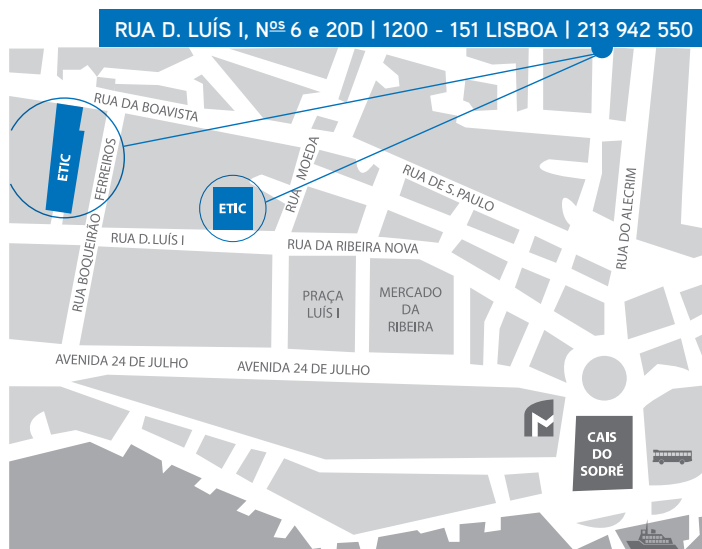 RUA D. LUÍS I, Nºs 6 e 20D | 1200 - 151 LISBOA | 213 942 550
RUA DA BOAVISTA
ETIC
RUA BOQUEIRÃO FERREIROS
RUA MOEDA
RUA DE S. PAULO
RUA DO ALECRIM
ETIC
RUA D. LUÍS I
RUA DA RIBEIRA NOVA
PRAÇA
LUÍS I
MERCADO
DA
RIBEIRA
AVENIDA 24 DE JULHO
AVENIDA 24 DE JULHO
M
CAIS
DO
SODRÉ